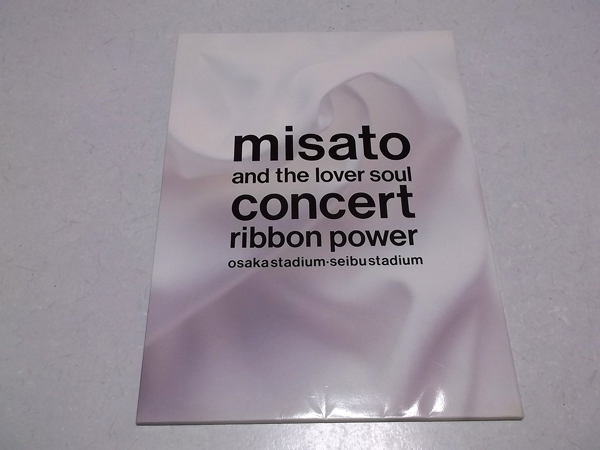 misato
and the lover soul
concert
ribbon power
osakastadium·seibustadium